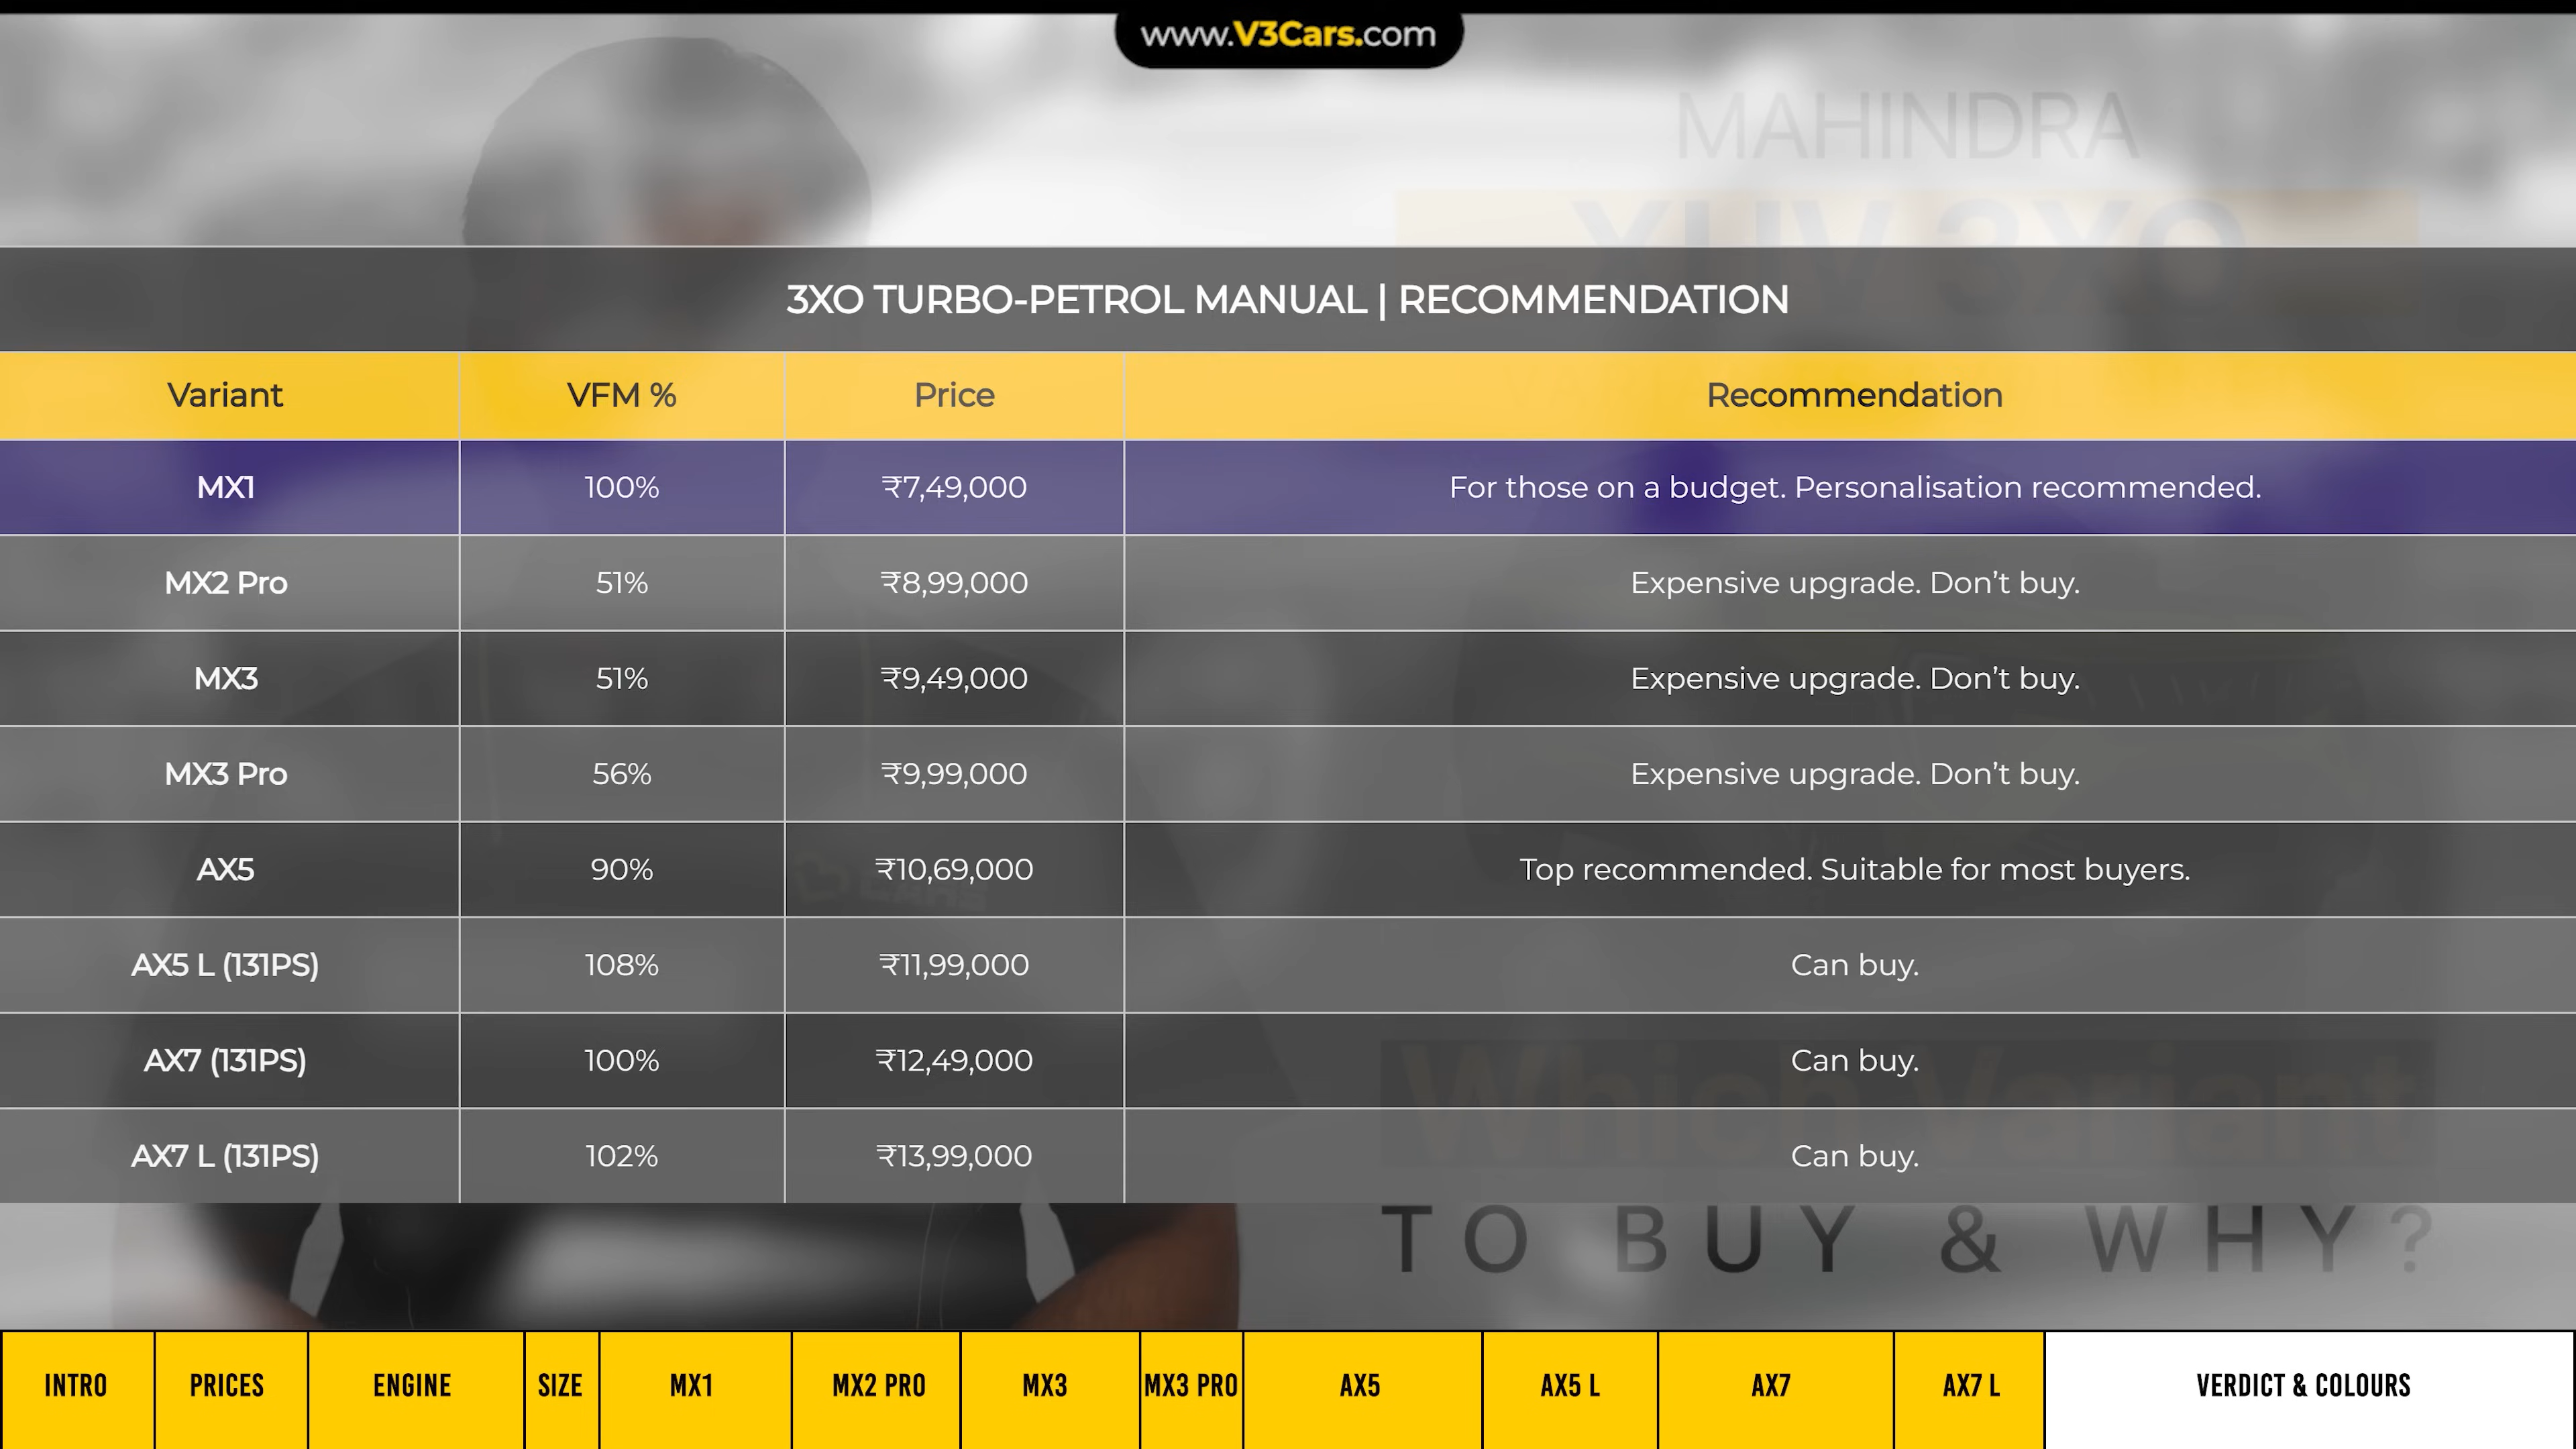 www.V3Cars.com
MAHINDRA
XUV 3XO
3XO TURBO-PETROL MANUAL | RECOMMENDATION
Variant VFM % Price Recommendation
MX1 100% ₹7,49,000 For those on a budget. Personalisation recommended.
MX2 Pro 51% ₹8,99,000 Expensive upgrade. Don’t buy.
MX3 51% ₹9,49,000 Expensive upgrade. Don’t buy.
MX3 Pro 56% ₹9,99,000 Expensive upgrade. Don’t buy.
AX5 90% ₹10,69,000 Top recommended. Suitable for most buyers.
AX5 L (131PS) 108% ₹11,99,000 Can buy.
AX7 (131PS) 100% ₹12,49,000 Can buy.
AX7 L (131PS) 102% ₹13,99,000 Can buy.
Which Variant
TO BUY & WHY?
INTRO PRICES ENGINE SIZE MX1 MX2 PRO MX3 MX3 PRO AX5 AX5 L AX7 AX7 L VERDICT & COLOURS